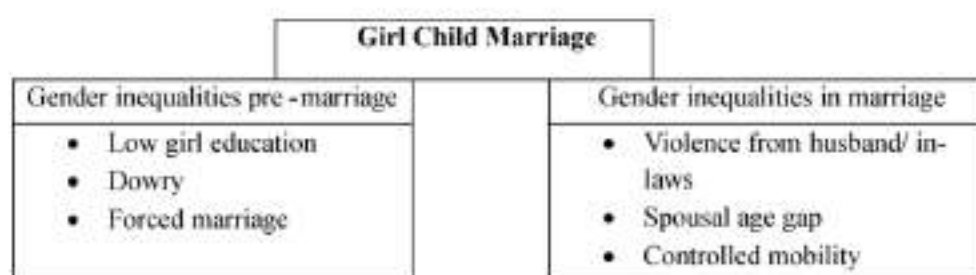 Girl Child Marriage
Gender inequalities pre -marriage
• Low girl education
• Dowry
• Forced marriage
Gender inequalities in marriage
• Violence from husband/ in-
laws
• Spousal age gap
• Controlled mobility